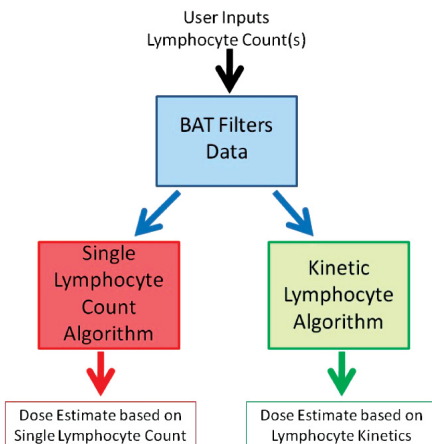 User Inputs
Lymphocyte Count(s)
BAT Filters
Data
Single
Lymphocyte
Count
Algorithm
Kinetic
Lymphocyte
Algorithm
Dose Estimate based on
Single Lymphocyte Count
Dose Estimate based on
Lymphocyte Kinetics